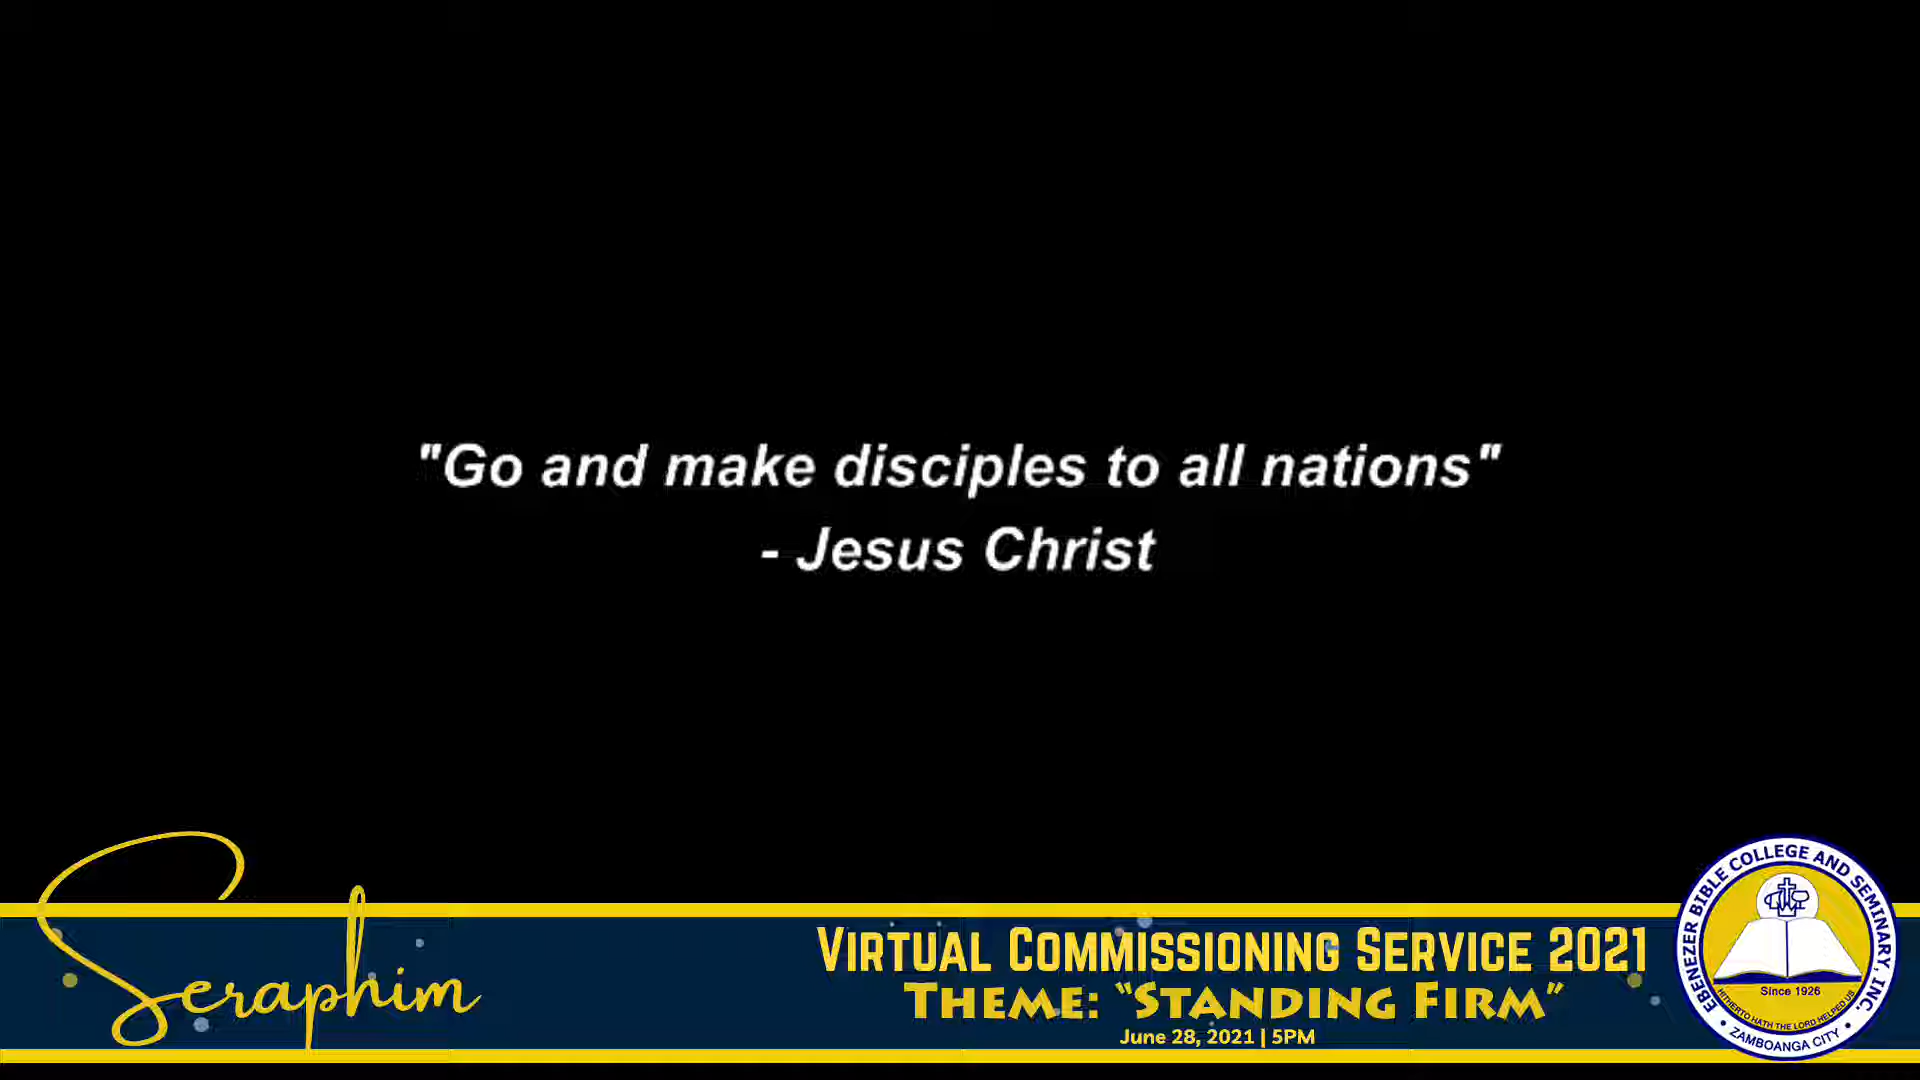 "Go and make disciples to all nations"
- Jesus Christ
Seraphim
VIRTUAL COMMISSIONING SERVICE 2021
THEME: "STANDING FIRM"
June 28, 2021 | 5PM
EBENEZER BIBLE COLLEGE AND SEMINARY, INC.
Since 1926
HITHERTO HATH THE LORD HELPED US
• ZAMBOANGA CITY •